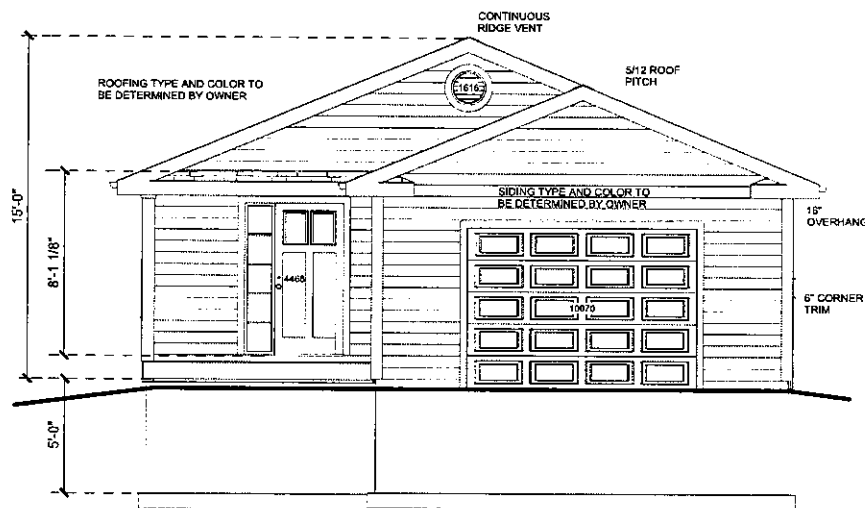 CONTINUOUS
RIDGE VENT
5/12 ROOF
PITCH
ROOFING TYPE AND COLOR TO
BE DETERMINED BY OWNER
1616
15'-0"
8'-1 1/8"
SIDING TYPE AND COLOR TO
BE DETERMINED BY OWNER
16"
OVERHANG
4468
10070
6" CORNER
TRIM
5'-0"